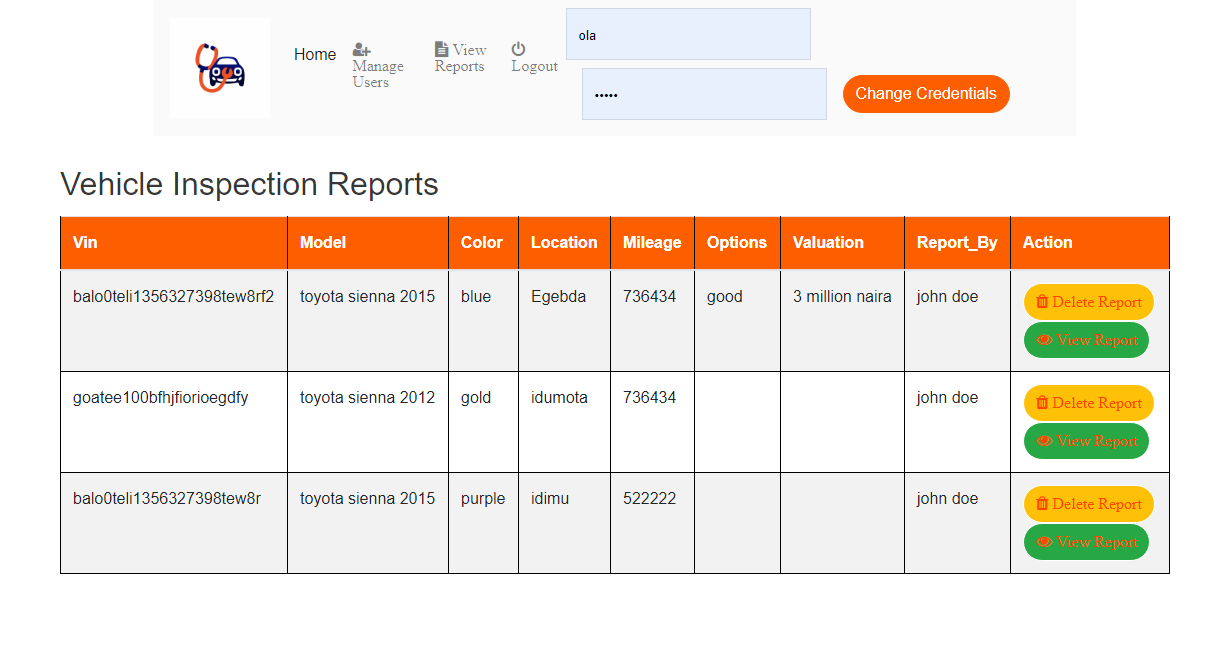 Home
Manage Users
View Reports
Logout
ola
•••••
Change Credentials
Vehicle Inspection Reports
Vin Model Color Location Mileage Options Valuation Report_By Action
balo0teli1356327398tew8rf2 toyota sienna 2015 blue Egebda 736434 good 3 million naira john doe Delete Report
View Report
goatee100bfhjfiorioegdfy toyota sienna 2012 gold idumota 736434 john doe Delete Report
View Report
balo0teli1356327398tew8r toyota sienna 2015 purple idimu 522222 john doe Delete Report
View Report